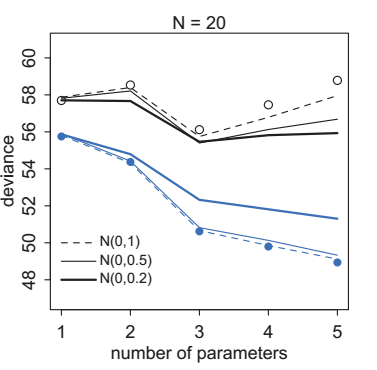 N = 20
60
58
56
54
52
50
48
deviance
N(0,1)
N(0,0.5)
N(0,0.2)
1 2 3 4 5
number of parameters